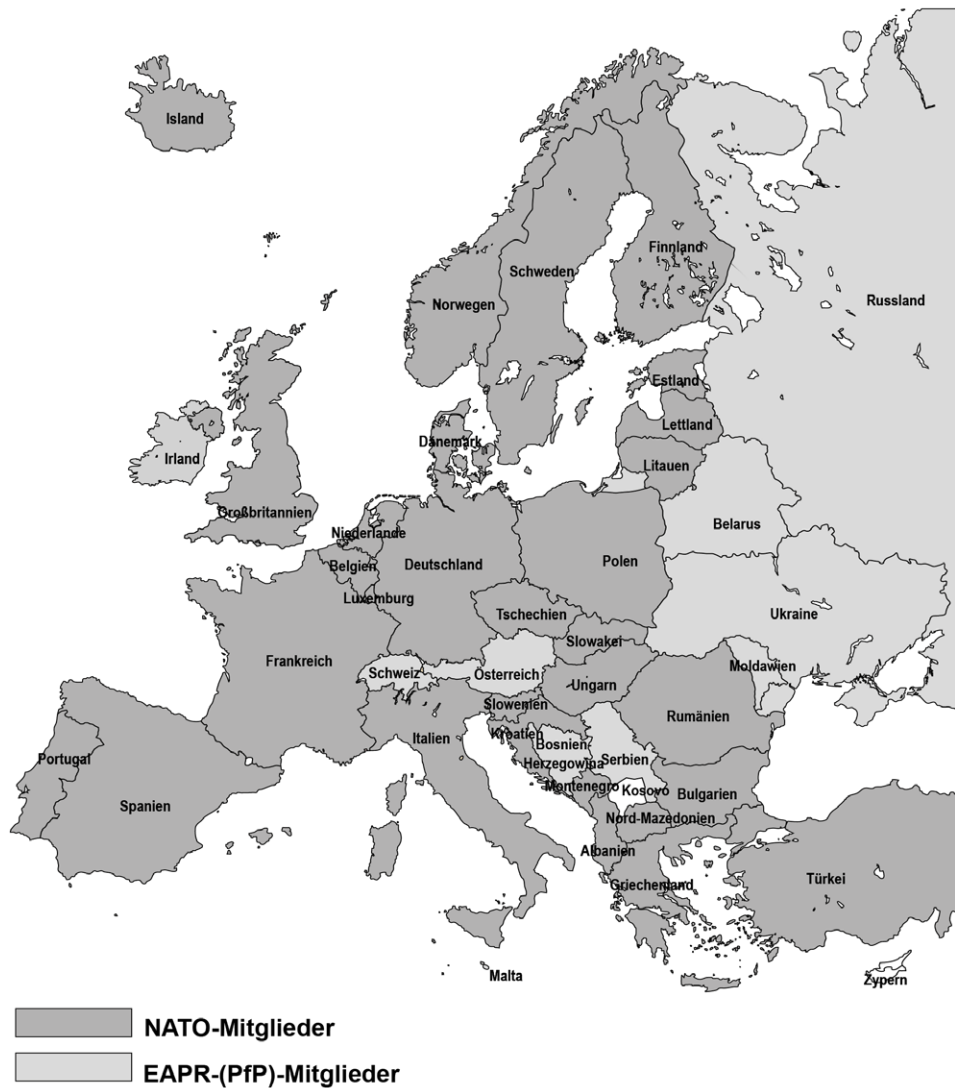 Island
Finnland
Schweden
Norwegen
Russland
Estland
Lettland
Dänemark
Irland
Litauen
Großbritannien
Belarus
Niederlande
Belgien
Deutschland
Polen
Luxemburg
Tschechien
Ukraine
Slowakei
Frankreich
Schweiz
Österreich
Moldawien
Ungarn
Slowenien
Rumänien
Kroatien
Italien
Bosnien-
Herzegowina
Serbien
Portugal
Montenegro
Kosovo
Bulgarien
Spanien
Nord-Mazedonien
Albanien
Griechenland
Türkei
Malta
Zypern
NATO-Mitglieder
EAPR-(PfP)-Mitglieder